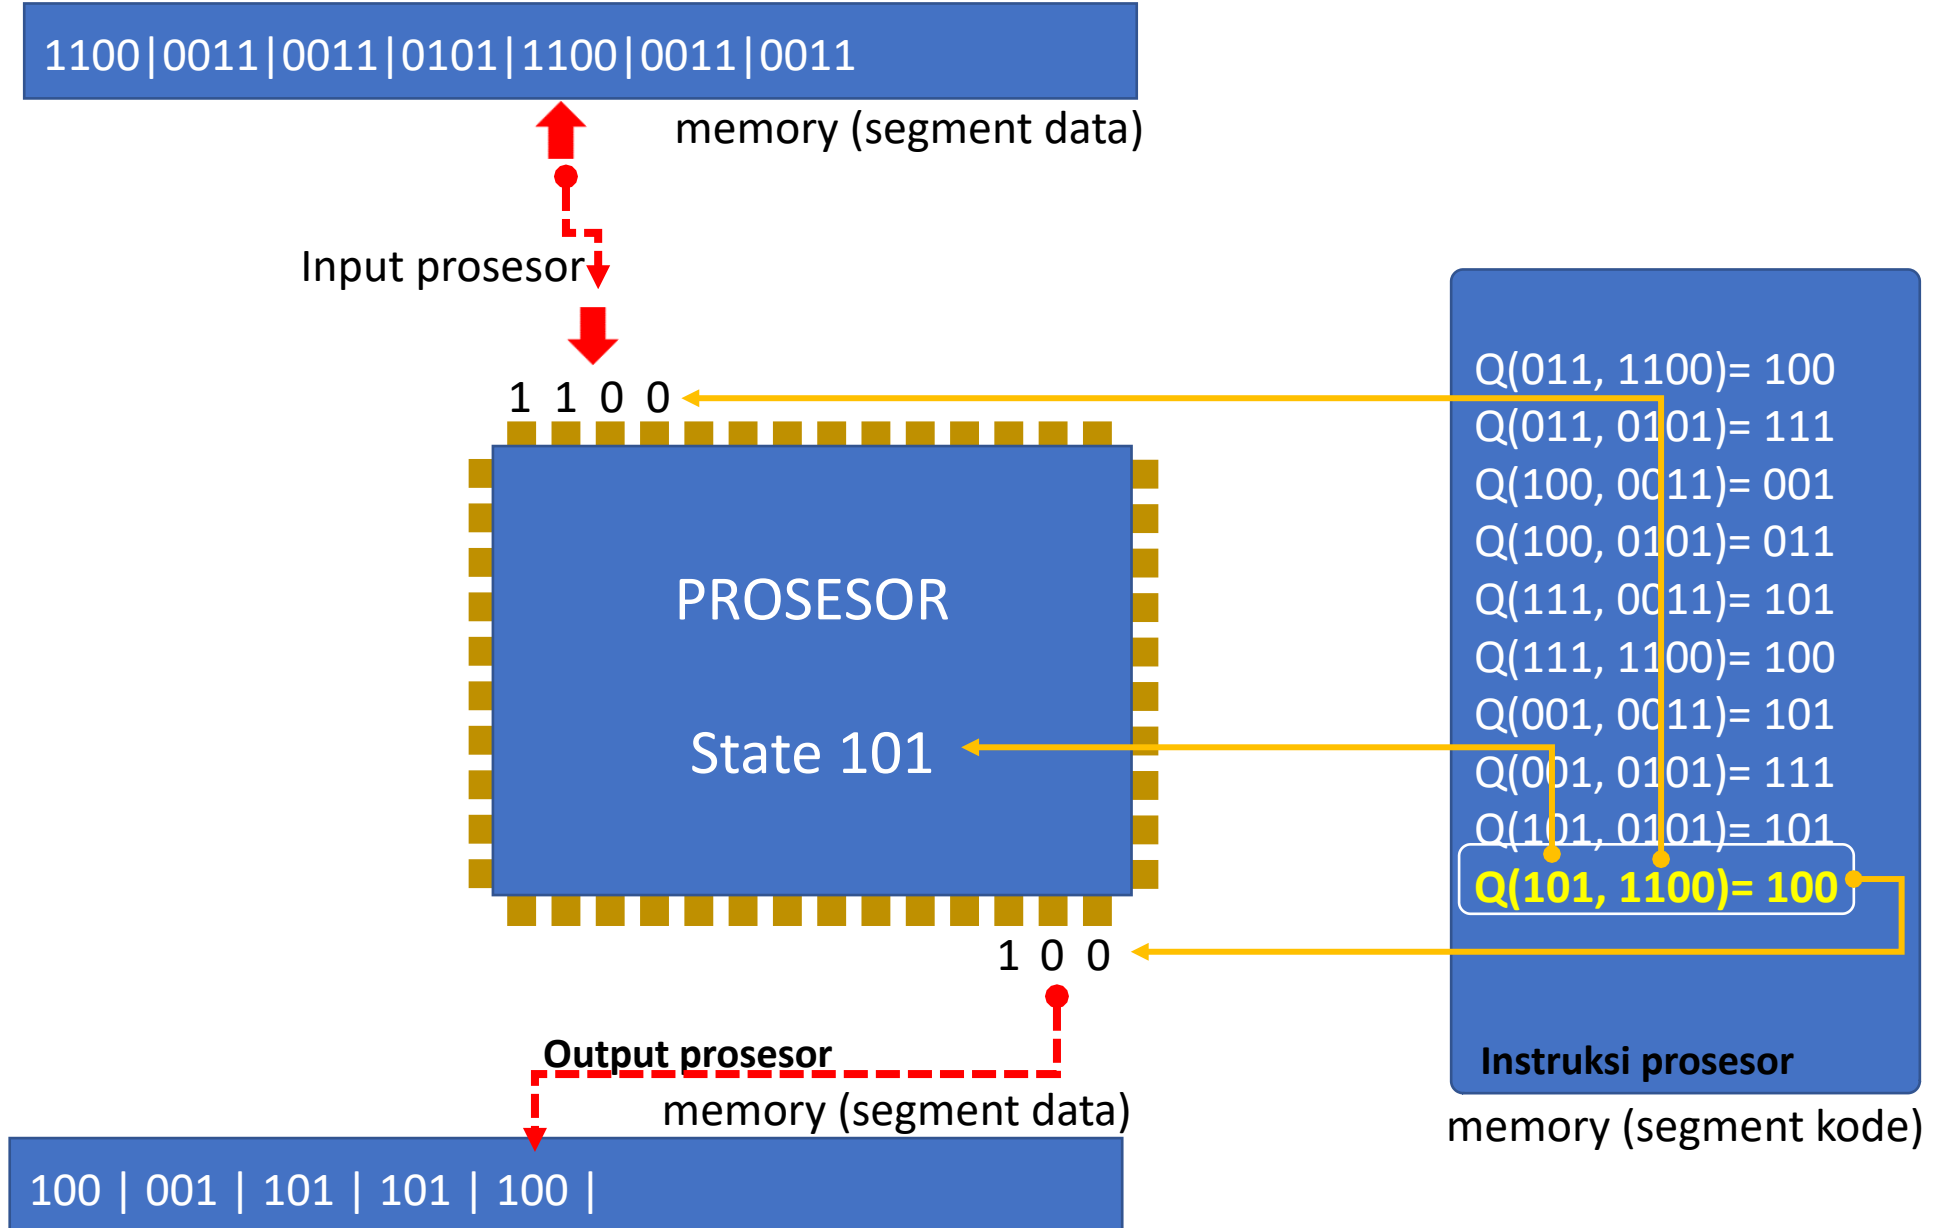 1100|0011|0011|0101|1100|0011|0011
memory (segment data)
Input prosesor
1 1 0 0
PROSESOR
State 101
1 0 0
Output prosesor
memory (segment data)
100 | 001 | 101 | 101 | 100 |
Q(011, 1100)= 100
Q(011, 0101)= 111
Q(100, 0011)= 001
Q(100, 0101)= 011
Q(111, 0011)= 101
Q(111, 1100)= 100
Q(001, 0011)= 101
Q(001, 0101)= 111
Q(101, 0101)= 101
Q(101, 1100)= 100
Instruksi prosesor
memory (segment kode)